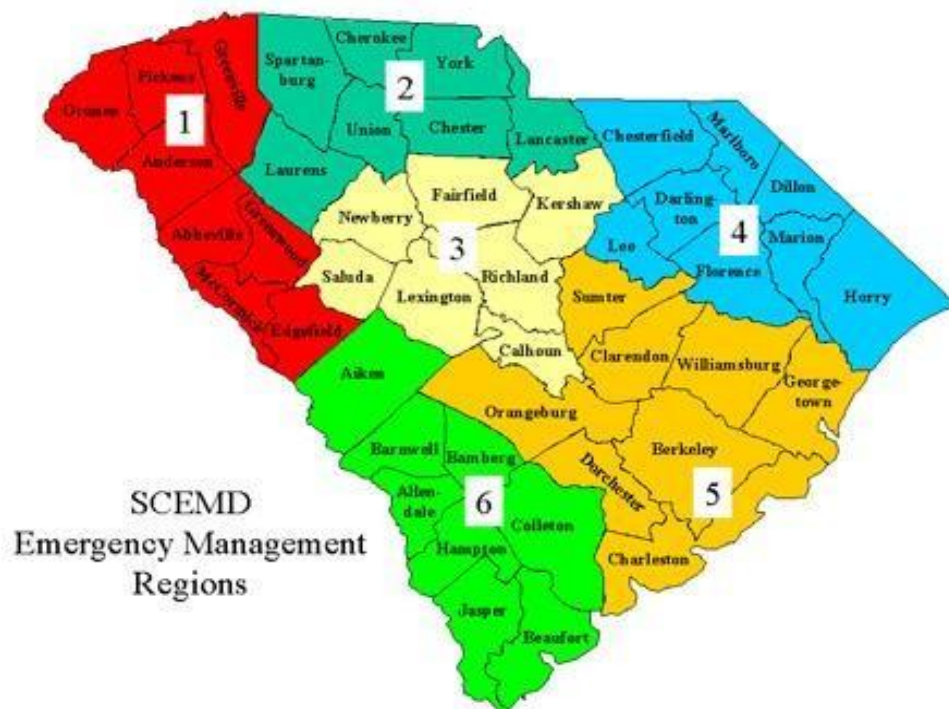 Cherokee
York
Spartan-
burg
2
Greenville
Pickens
1
Oconee
Union
Chester
Lancaster
Anderson
Laurens
Chesterfield
Marlboro
Dillon
Darling-
ton
4
Marion
Lee
Florence
Horry
Fairfield
Kershaw
Newberry
3
Abbeville
Greenwood
Saluda
Richland
Lexington
McCormick
Edgefield
Calhoun
Sumter
Clarendon
Williamsburg
George-
town
Aiken
Orangeburg
Berkeley
Barnwell
Bamberg
Dorchester
5
Allen-
dale
6
Colleton
Hampton
Charleston
Jasper
Beaufort
SCEMD
Emergency Management
Regions